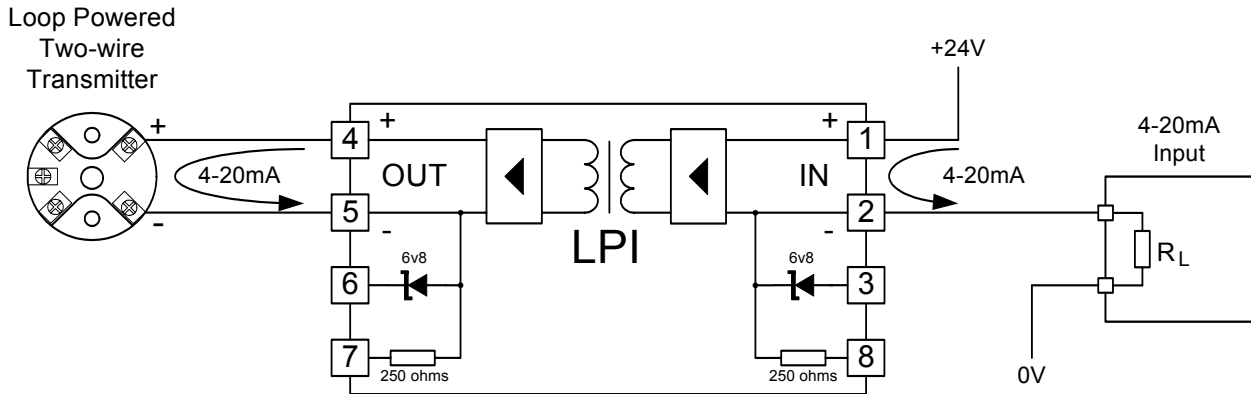 Loop Powered
Two-wire
Transmitter
+
-
4-20mA
4
+
OUT
5
-
6
6v8
7
250 ohms
LPI
+
1
IN
2
-
6v8
3
8
250 ohms
4-20mA
+24V
0V
4-20mA
Input
RL